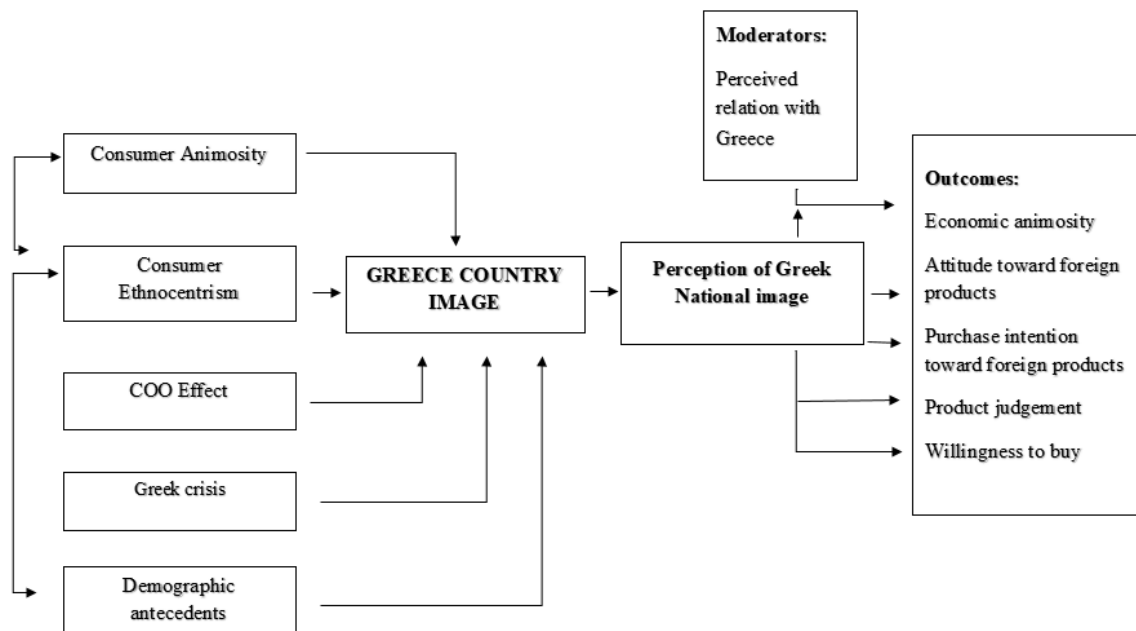 Moderators:
Perceived
relation with
Greece
Consumer Animosity
Consumer
Ethnocentrism
COO Effect
Greek crisis
Demographic
antecedents
GREECE COUNTRY
IMAGE
Perception of Greek
National image
Outcomes:
Economic animosity
Attitude toward foreign
products
Purchase intention
toward foreign products
Product judgement
Willingness to buy